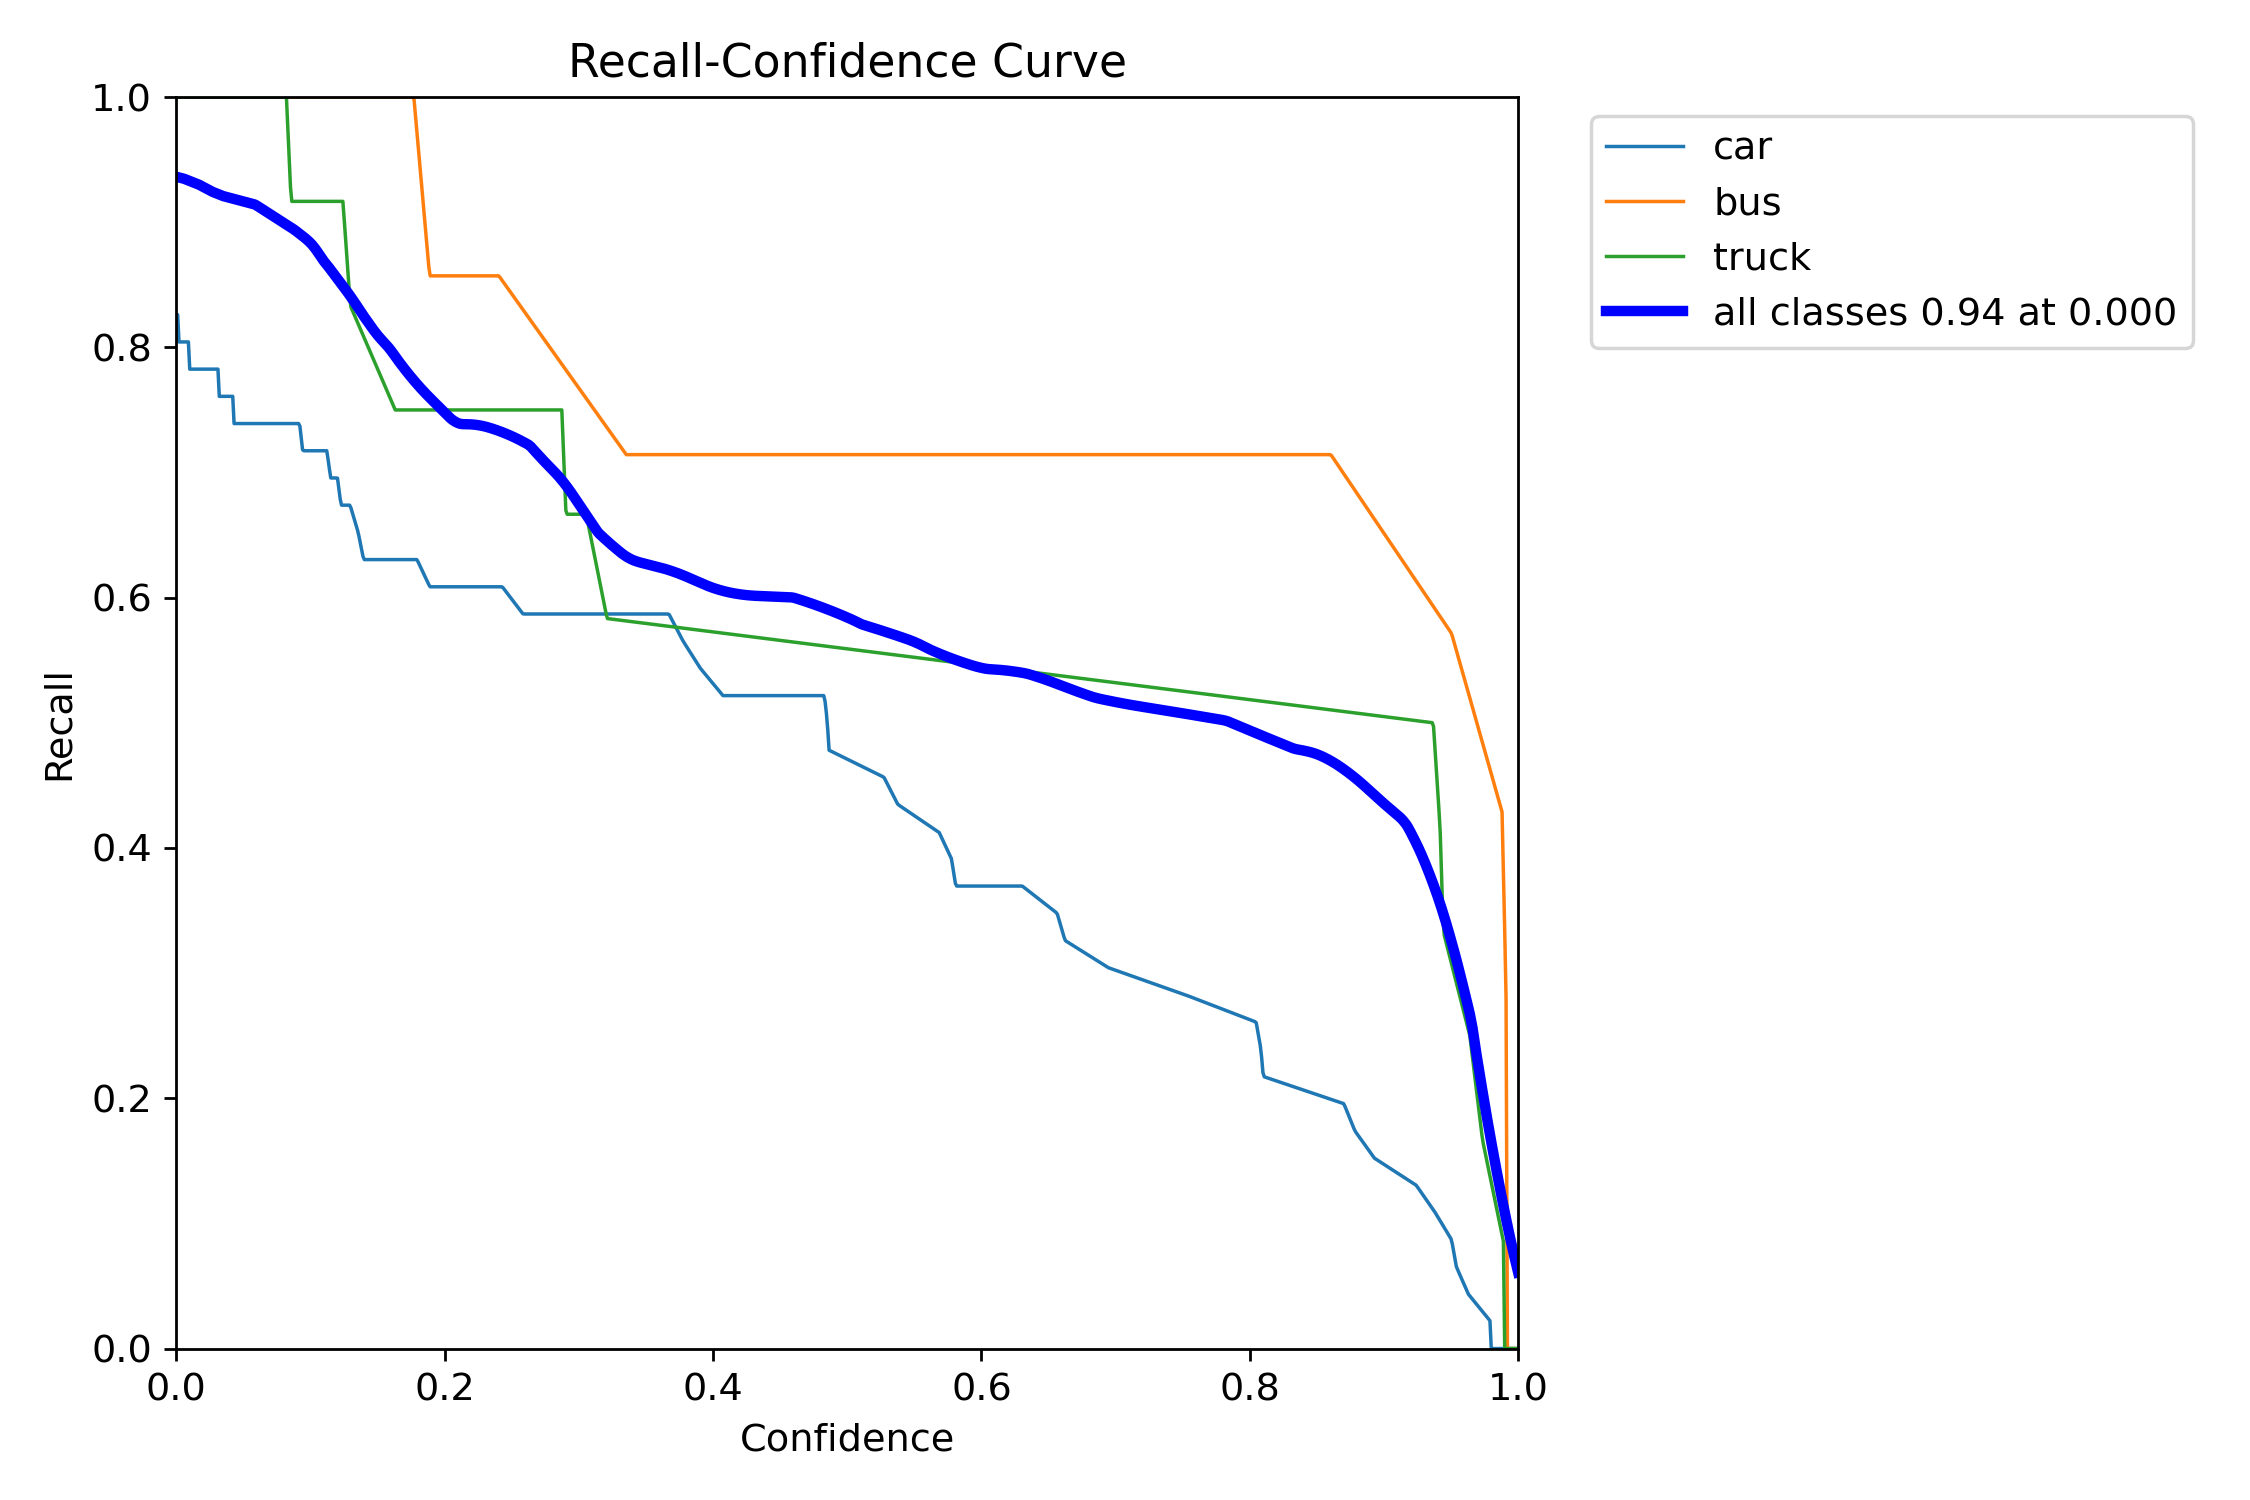 Recall-Confidence Curve
1.0
0.8
0.6
0.4
0.2
0.0
Recall
0.0 0.2 0.4 0.6 0.8 1.0
Confidence
car
bus
truck
all classes 0.94 at 0.000